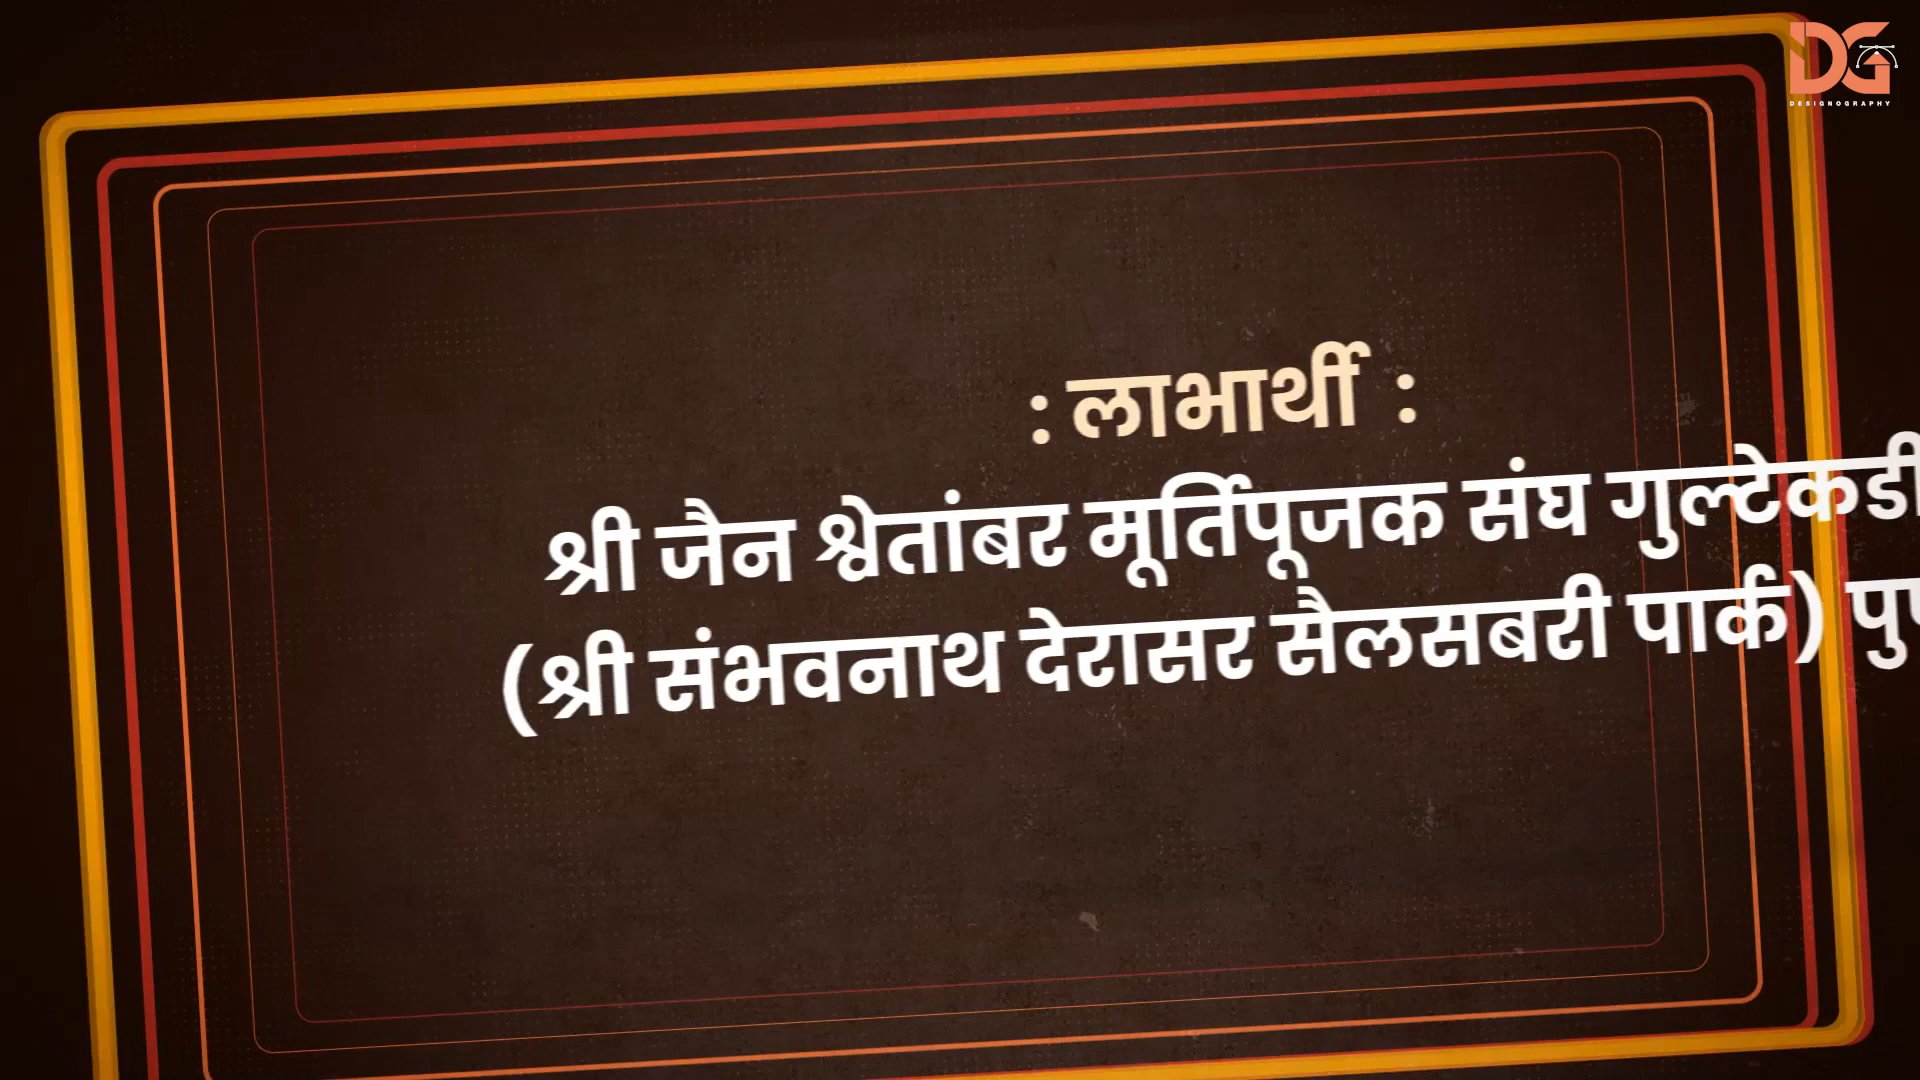 DG
DESIGNOGRAPHY
: लाभार्थी :
श्री जैन श्वेतांबर मूर्तिपूजक संघ गुल्टेकडी
(श्री संभवनाथ देरासर सैलसबरी पार्क)